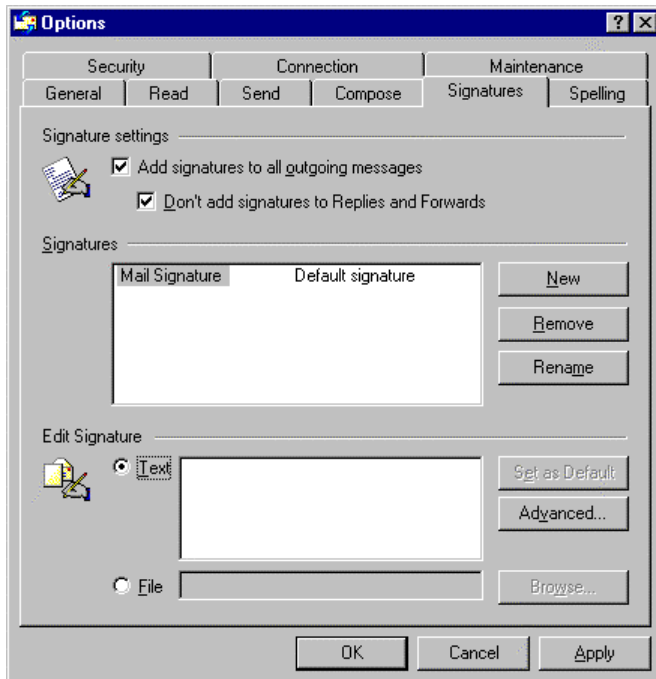 Options
Security Connection Maintenance
General Read Send Compose Signatures Spelling
Signature settings
Add signatures to all outgoing messages
Don't add signatures to Replies and Forwards
Signatures
Mail Signature Default signature
New
Remove
Rename
Edit Signature
Text
Set as Default
Advanced...
File
Browse...
OK Cancel Apply